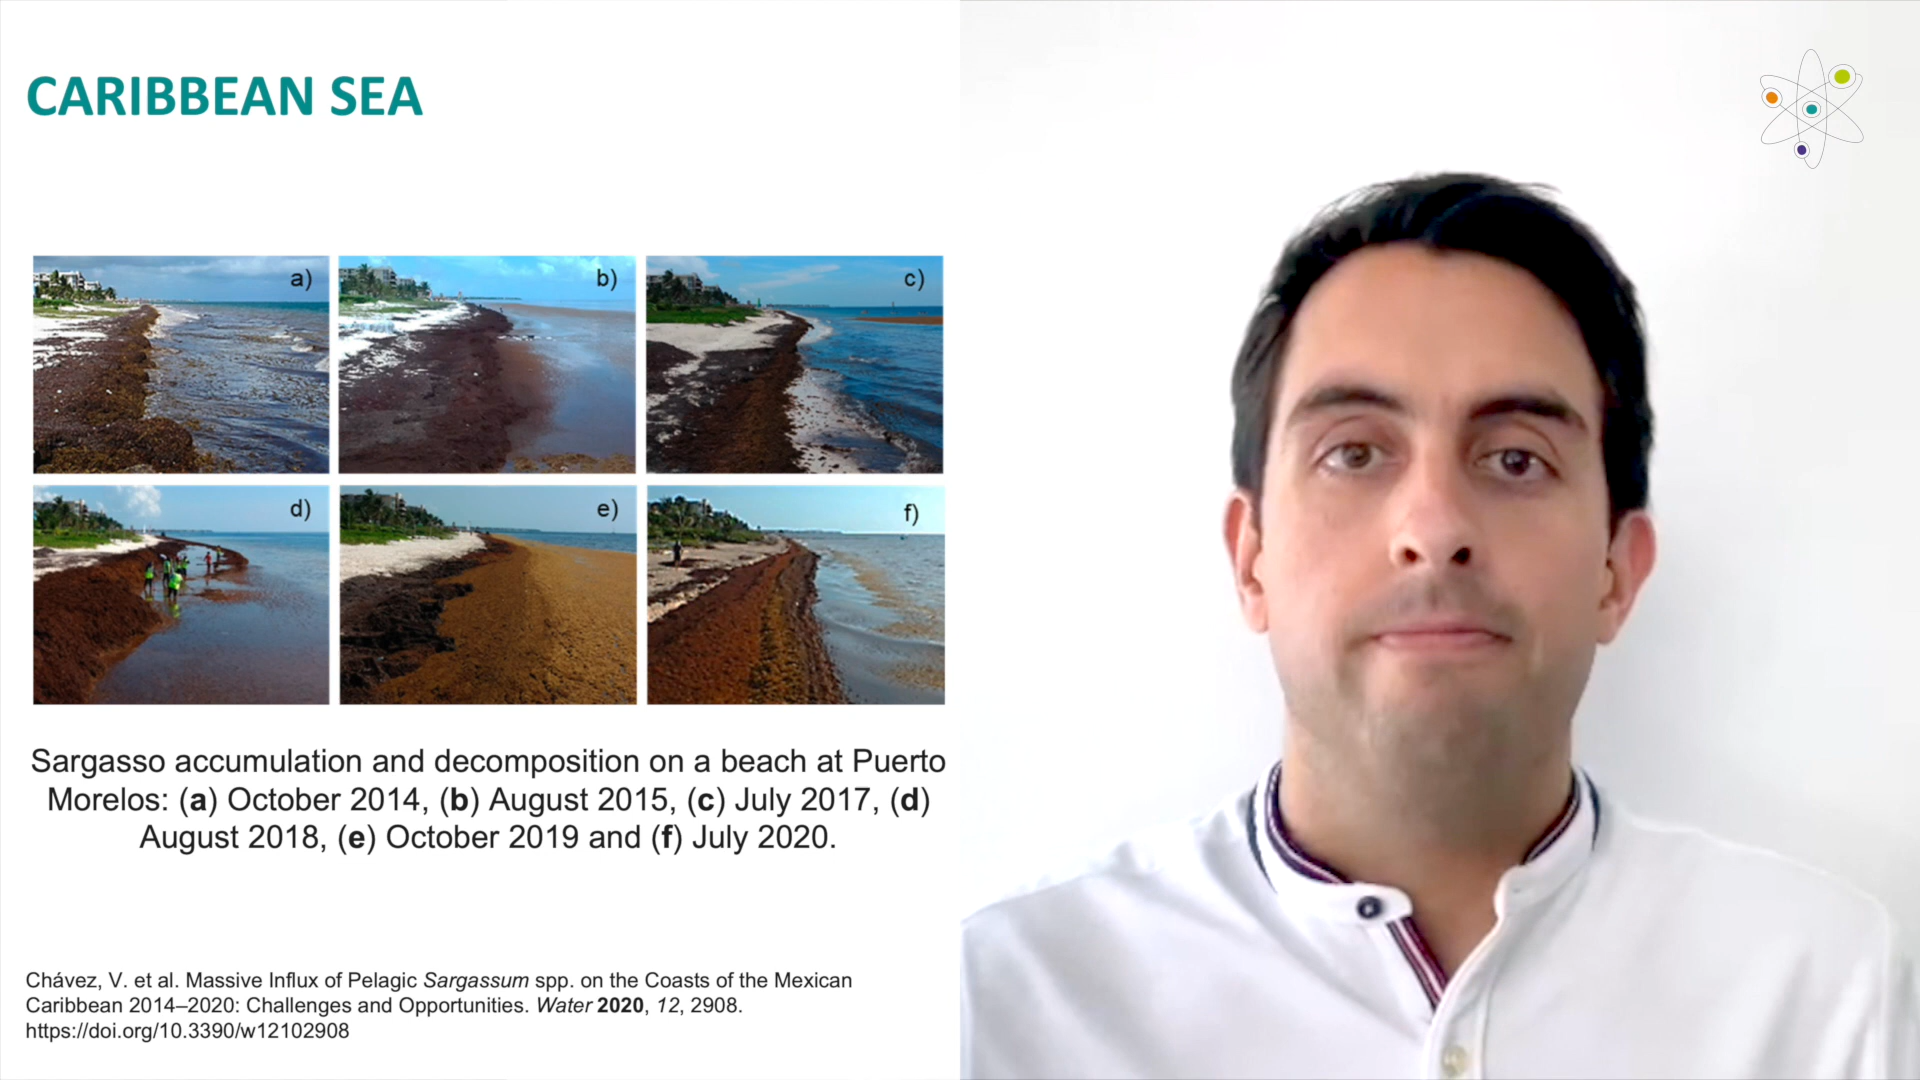 CARIBBEAN SEA
a)
b)
c)
d)
e)
f)
Sargasso accumulation and decomposition on a beach at Puerto
Morelos: (a) October 2014, (b) August 2015, (c) July 2017, (d)
August 2018, (e) October 2019 and (f) July 2020.
Chávez, V. et al. Massive Influx of Pelagic Sargassum spp. on the Coasts of the Mexican
Caribbean 2014–2020: Challenges and Opportunities. Water 2020, 12, 2908.
https://doi.org/10.3390/w12102908